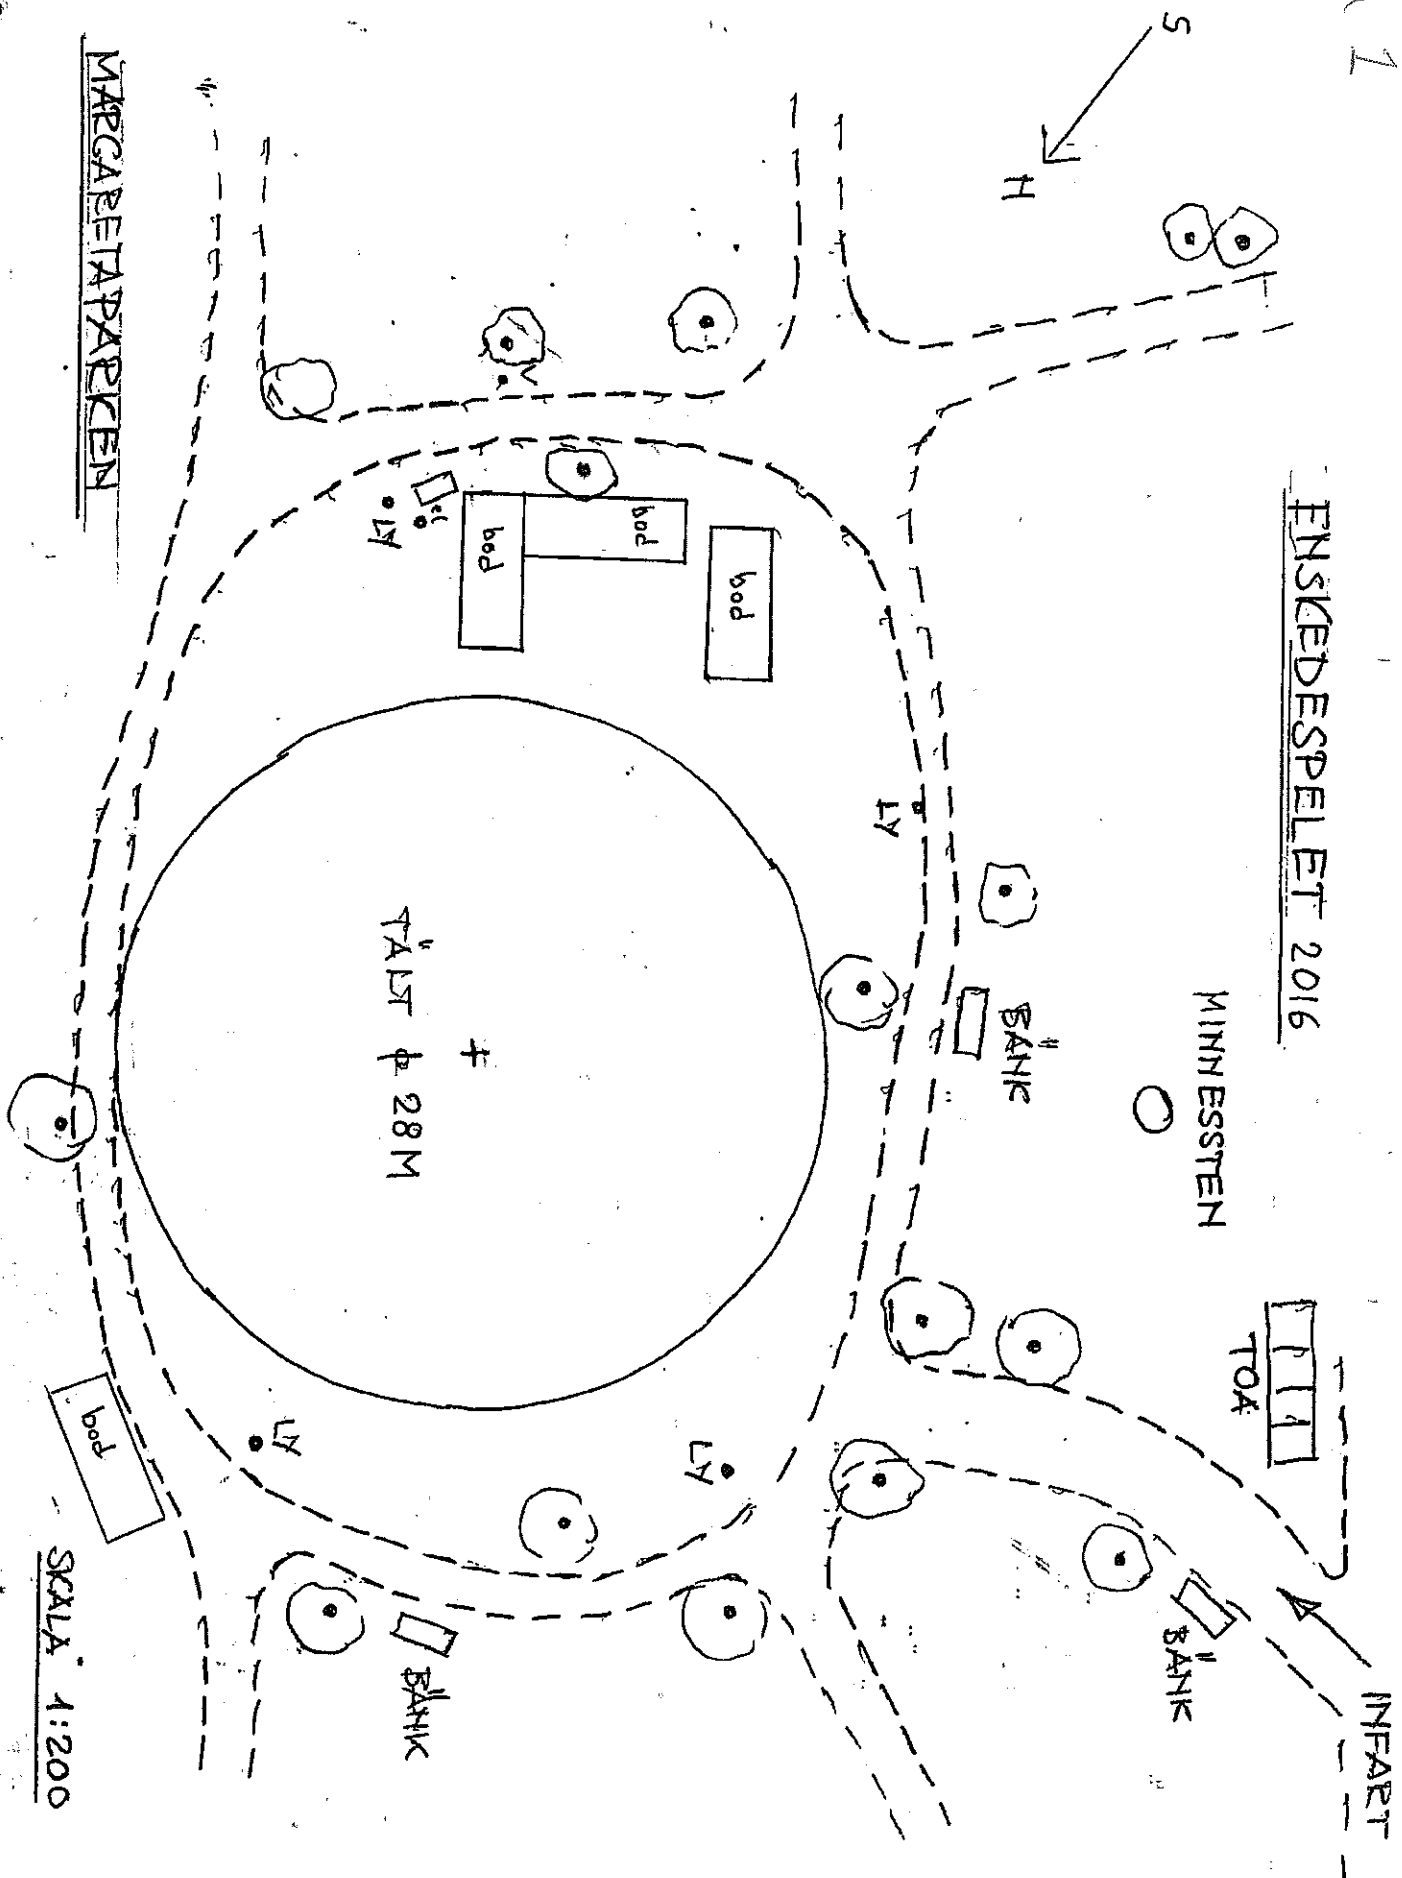 1
S
N
ENSKEDESPELET 2016
MARGARETAPARKEN
V
el
LY
bod
bod
bod
LY
BÄNK
MINNESSTEN
TÄLT φ 28M
TOA
LY
LY
bod
BÄNK
BÄNK
INFART
SKALA 1:200